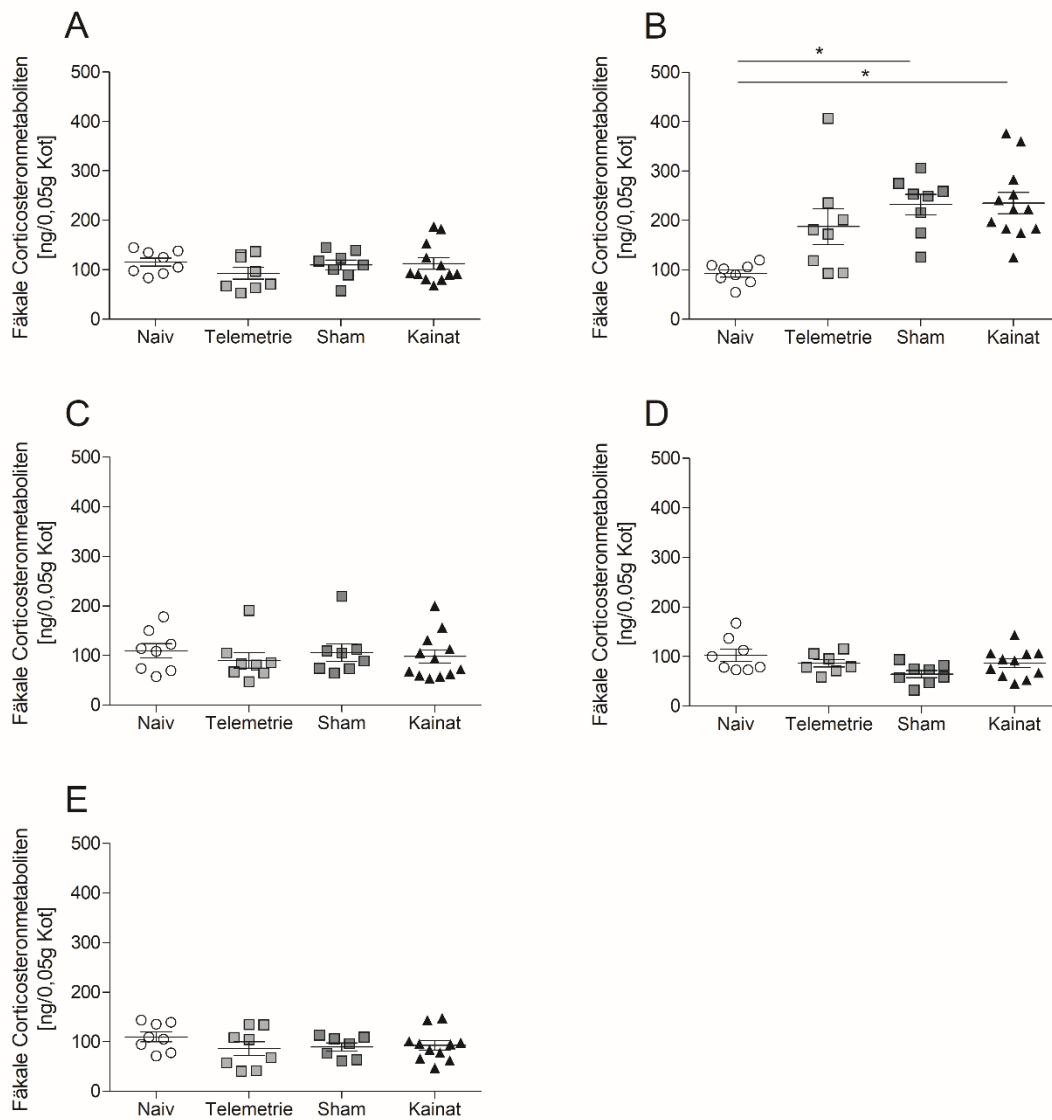 A
Fäkale Corticosteronmetaboliten
[ng/0,05g Kot]
500
400
300
200
100
0
Naiv Telemetrie Sham Kainat
B
*
*
Fäkale Corticosteronmetaboliten
[ng/0,05g Kot]
500
400
300
200
100
0
Naiv Telemetrie Sham Kainat
C
Fäkale Corticosteronmetaboliten
[ng/0,05g Kot]
500
400
300
200
100
0
Naiv Telemetrie Sham Kainat
D
Fäkale Corticosteronmetaboliten
[ng/0,05g Kot]
500
400
300
200
100
0
Naiv Telemetrie Sham Kainat
E
Fäkale Corticosteronmetaboliten
[ng/0,05g Kot]
500
400
300
200
100
0
Naiv Telemetrie Sham Kainat